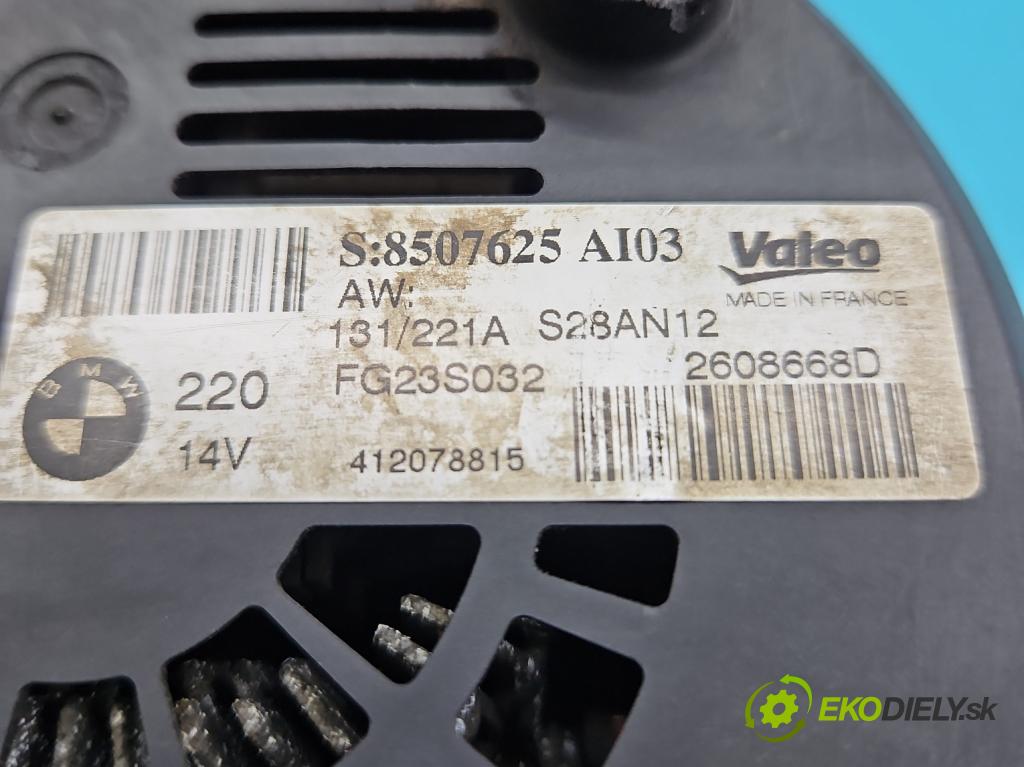 S:8507625 AI03
Valeo
MADE IN FRANCE
AW:
131/221A S28AN12
BMW
220
FG23S032
2608668D
14V
412078815
EKODIELY.sk